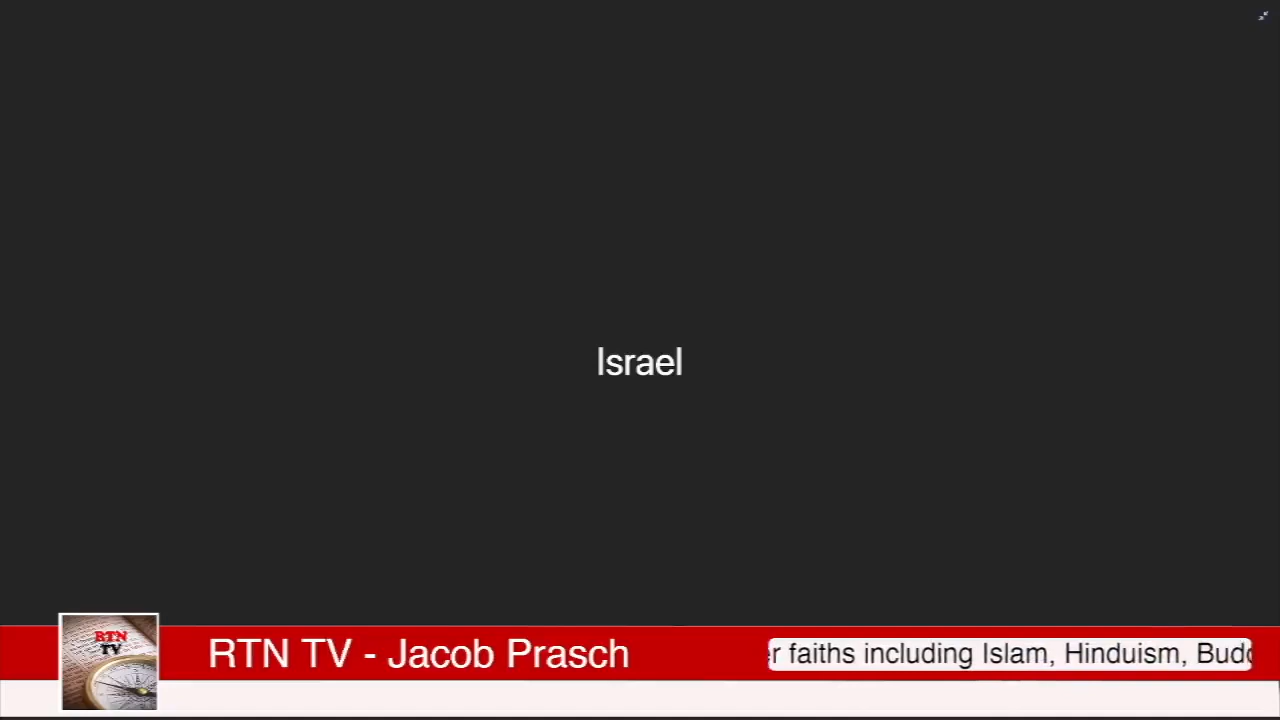 Israel
RTN
TV
RTN TV - Jacob Prasch
faiths including Islam, Hinduism,